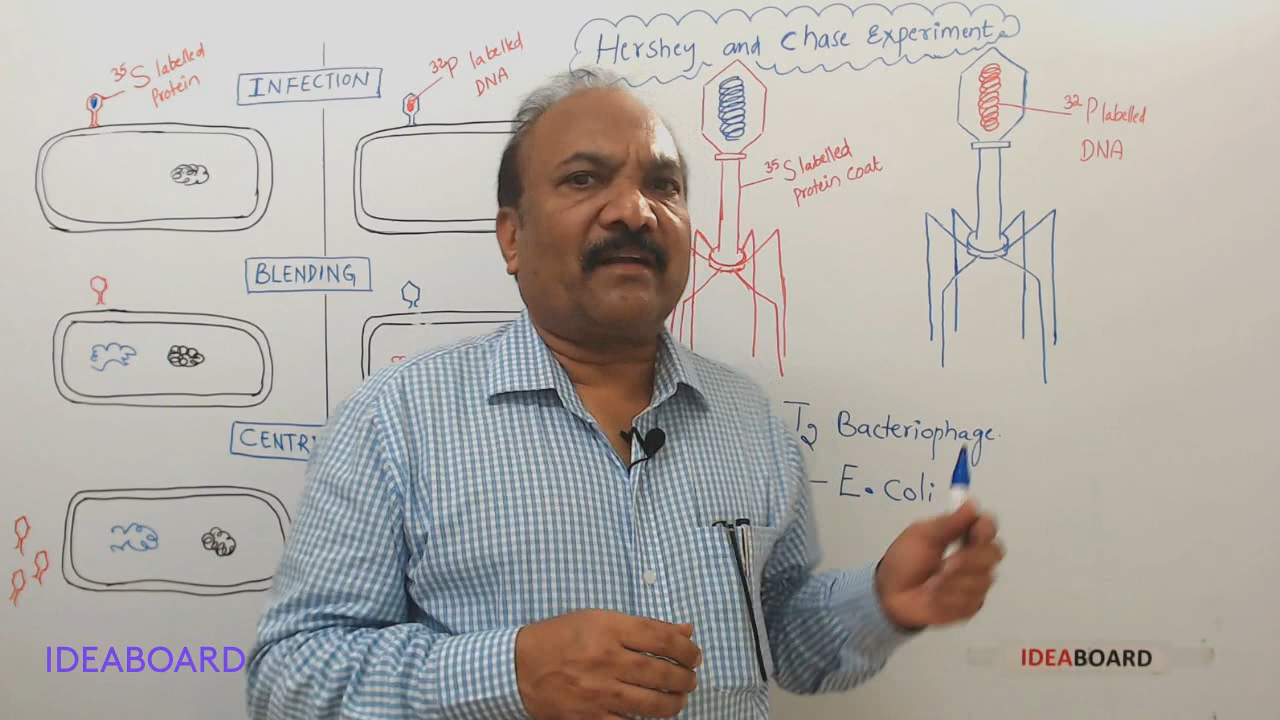 Hershey and Chase Experiment
³⁵S labelled
Protein
INFECTION
³²P labelled
DNA
³⁵S labelled
protein coat
³²P labelled
DNA
BLENDING
T₂ Bacteriophage.
CENTRI
- E. Coli
IDEABOARD
IDEABOARD